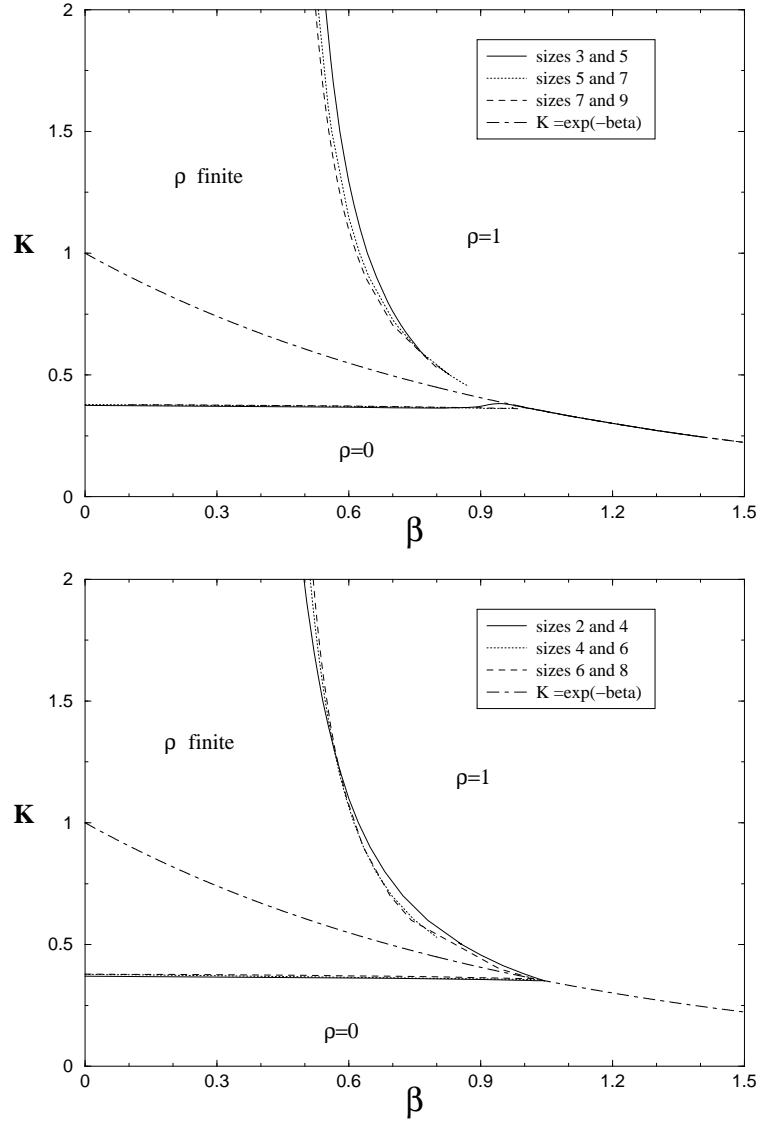 2
sizes 3 and 5
sizes 5 and 7
sizes 7 and 9
K =exp(−beta)
1.5
ρ finite
K
1
ρ=1
0.5
ρ=0
0
0 0.3 0.6 0.9 1.2 1.5
β
2
sizes 2 and 4
sizes 4 and 6
sizes 6 and 8
K =exp(−beta)
1.5
ρ finite
ρ=1
K
1
0.5
ρ=0
0
0 0.3 0.6 0.9 1.2 1.5
β